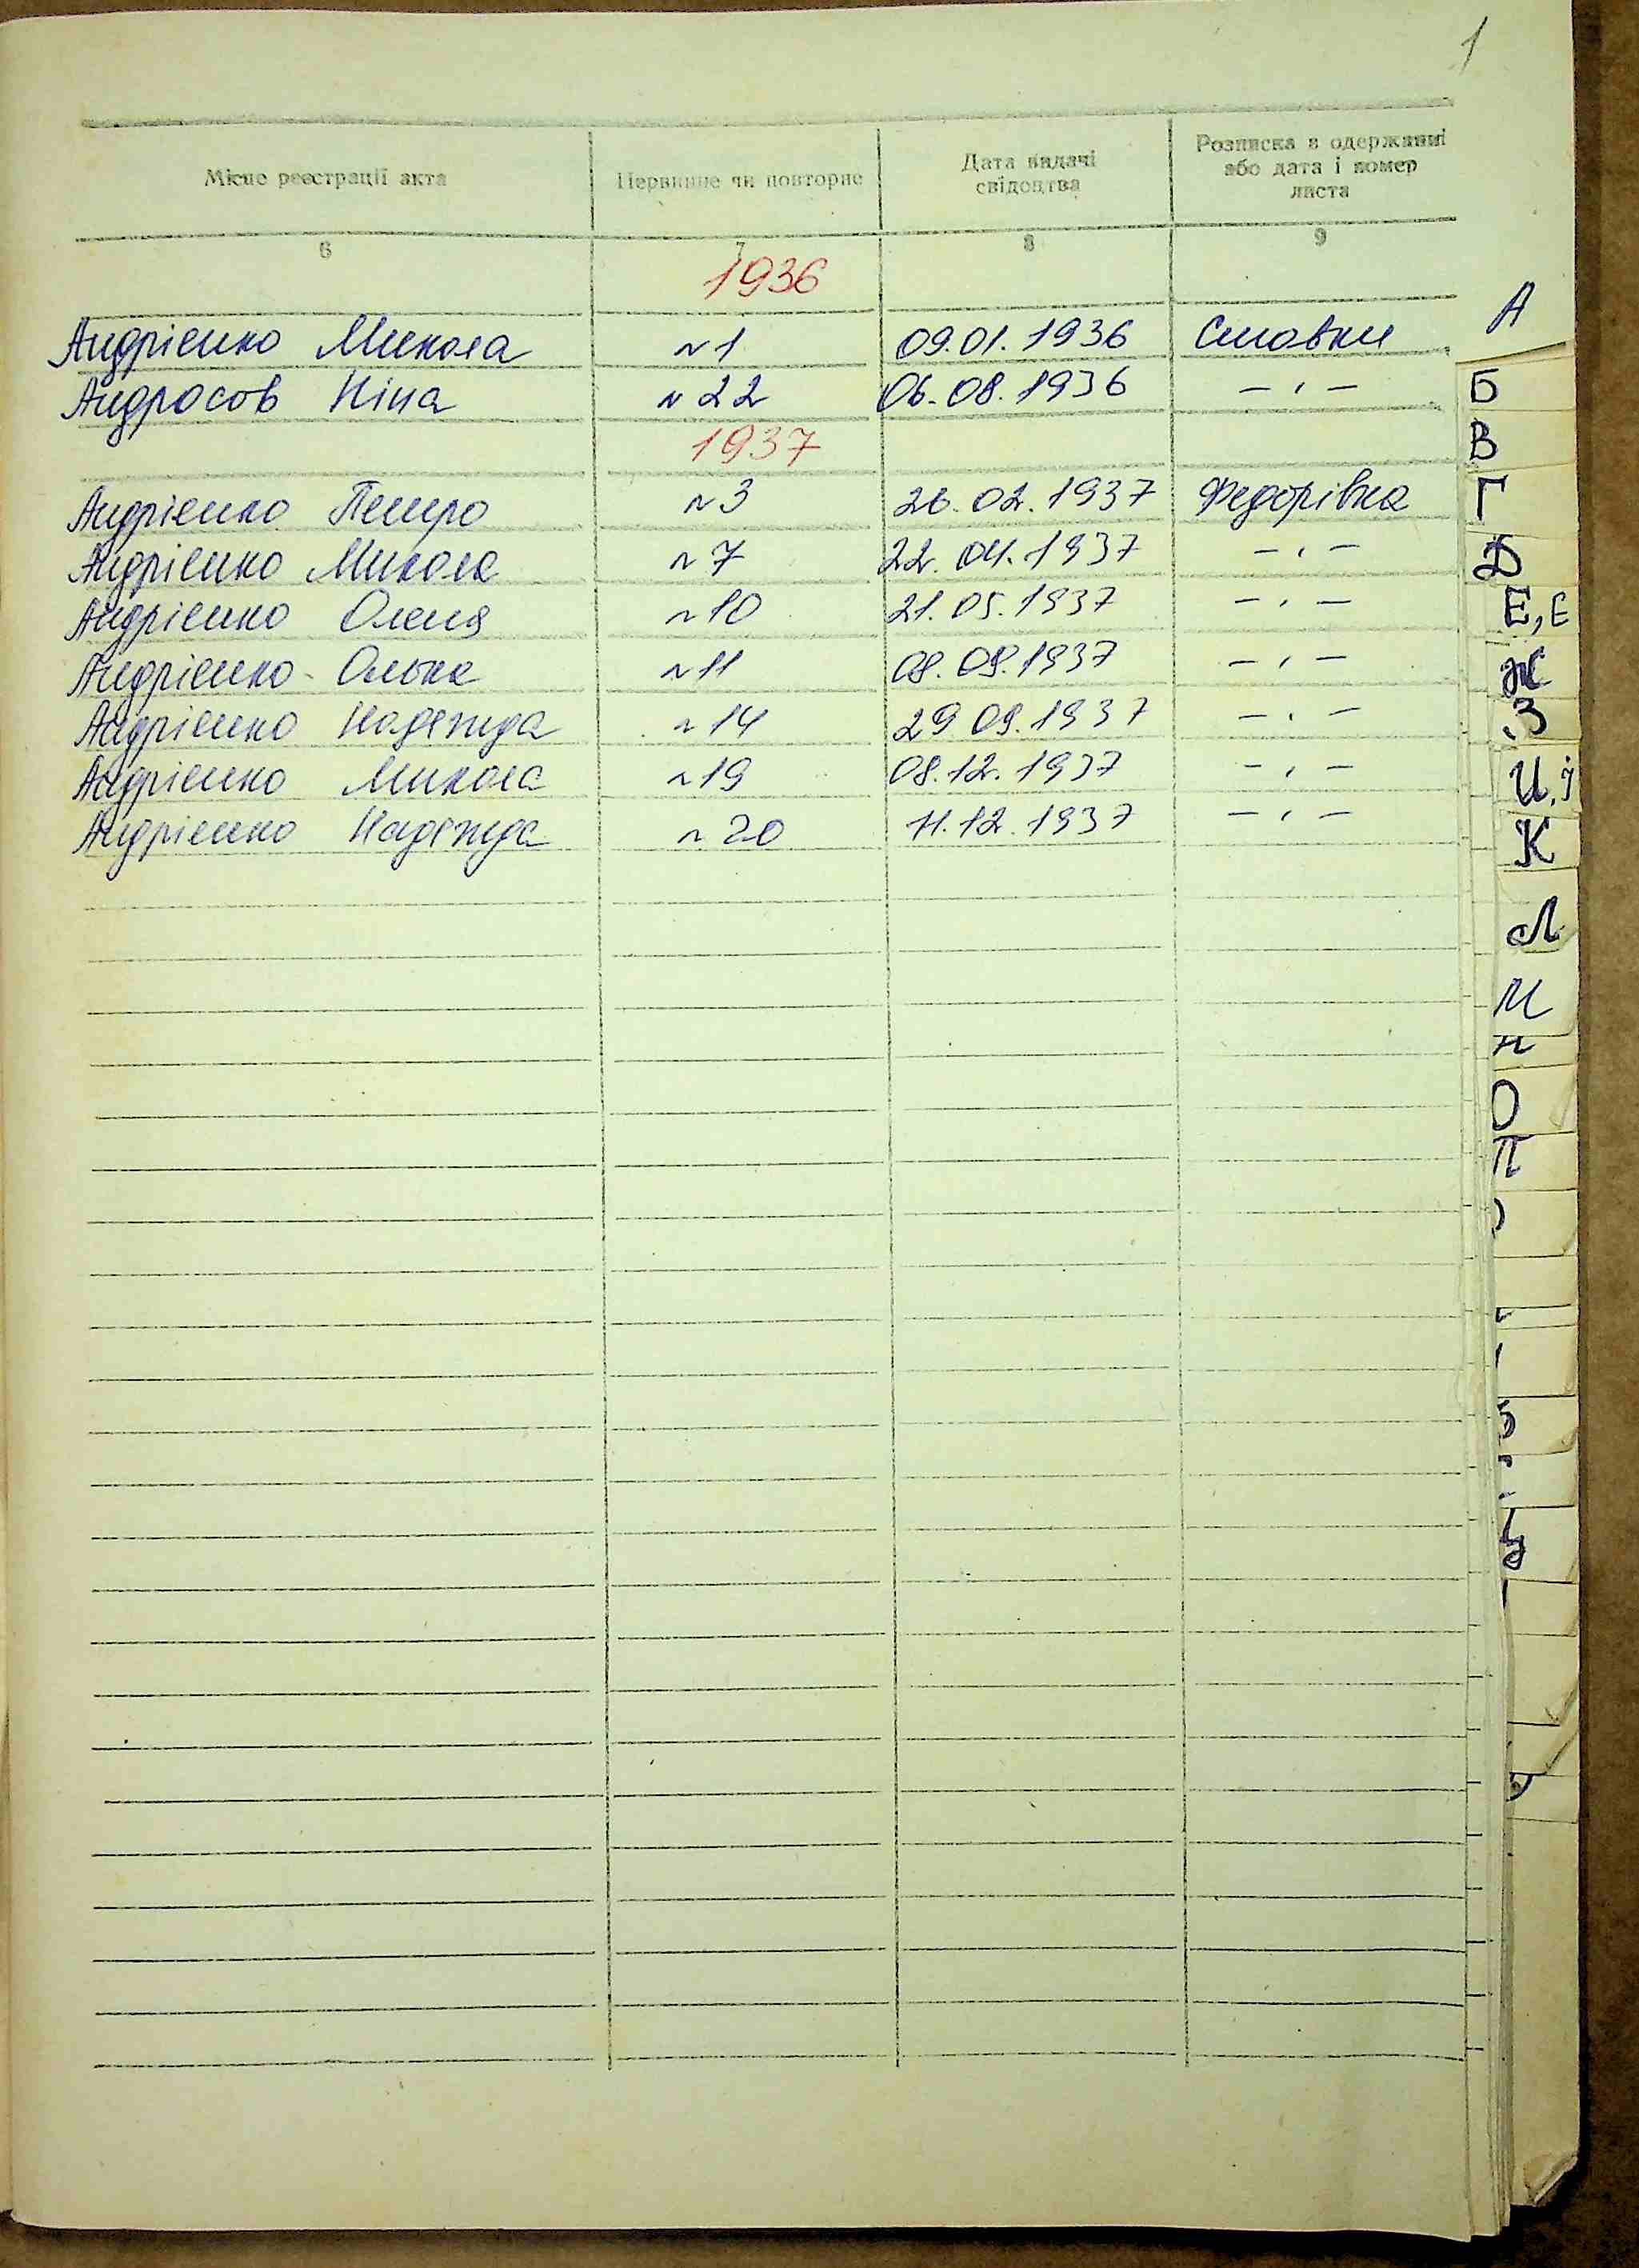 1
Місце реєстрації акта Первинне чи повторне Дата видачі свідоцтва Розписка в одержанні або дата і номер листа
6 7 8 9
1936
Андрієнко Микола №1 09.01.1936 Ставки
Андросов Ніна №22 06.08.1936 – ‚ –
1937
Андрієнко Петро №3 26.02.1937 Федорівка
Андрієнко Микола №7 22.04.1937 – ‚ –
Андрієнко Олена №10 21.05.1937 – ‚ –
Андрієнко Ольга №11 08.09.1937 – ‚ –
Андрієнко Надежда №14 29.09.1937 – ‚ –
Андрієнко Микола №19 08.12.1937 – ‚ –
Андрієнко Надежда №20 11.12.1937 – ‚ –
А
Б
В
Г
Д
Е,Є
Ж
З
И,і
К
Л
М
Н
О
П